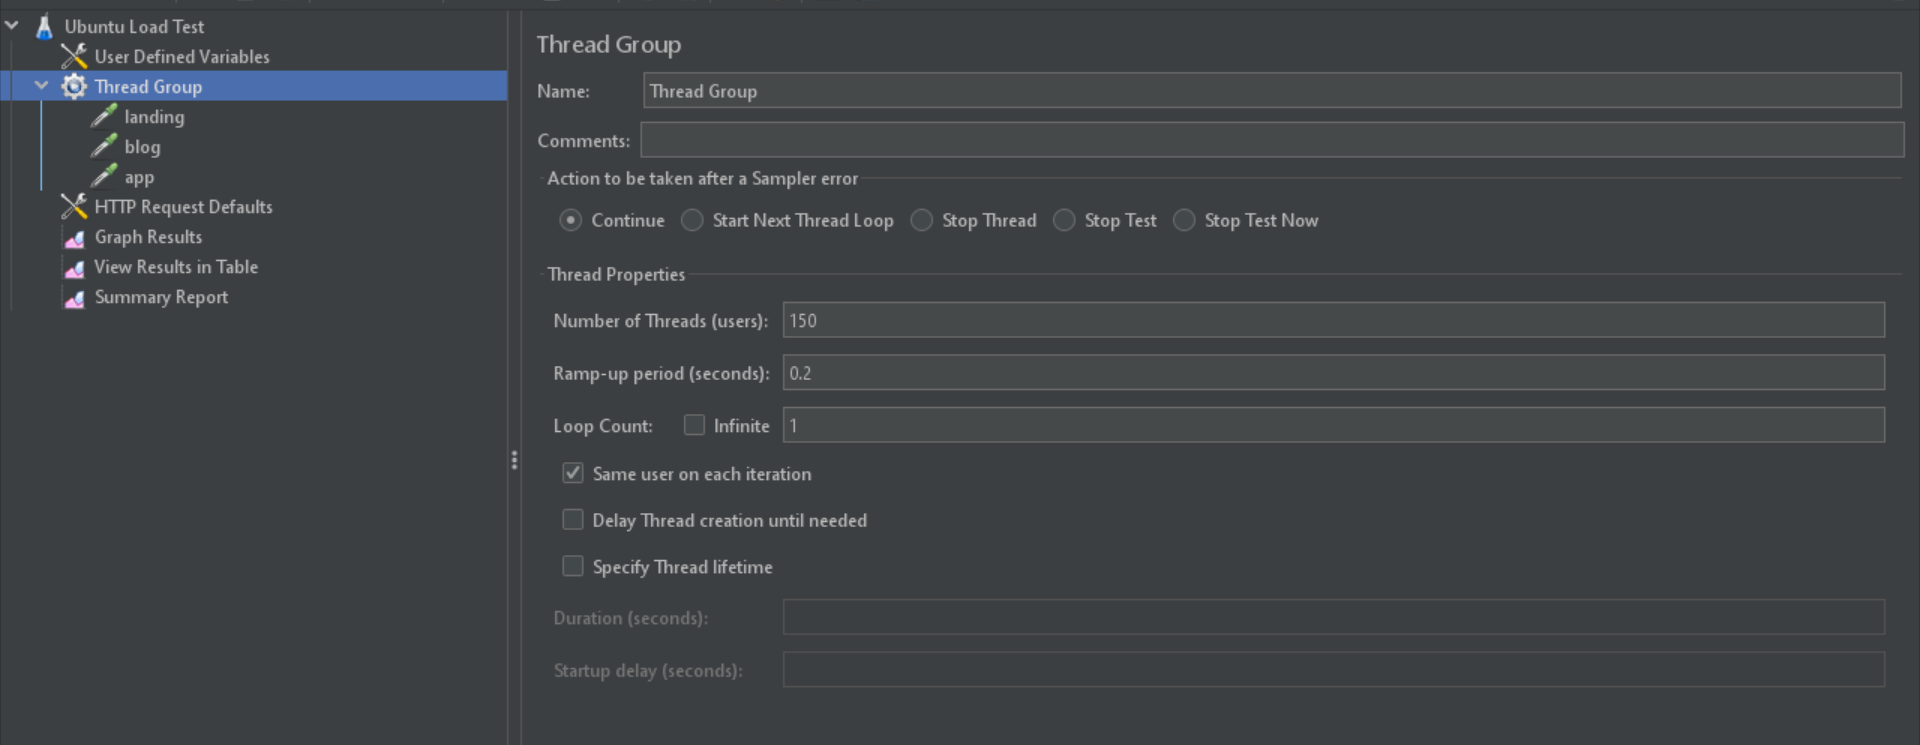 Ubuntu Load Test
User Defined Variables
Thread Group
landing
blog
app
HTTP Request Defaults
Graph Results
View Results in Table
Summary Report
Thread Group
Name: Thread Group
Comments:
Action to be taken after a Sampler error
Continue Start Next Thread Loop Stop Thread Stop Test Stop Test Now
Thread Properties
Number of Threads (users): 150
Ramp-up period (seconds): 0.2
Loop Count: Infinite 1
Same user on each iteration
Delay Thread creation until needed
Specify Thread lifetime
Duration (seconds):
Startup delay (seconds):